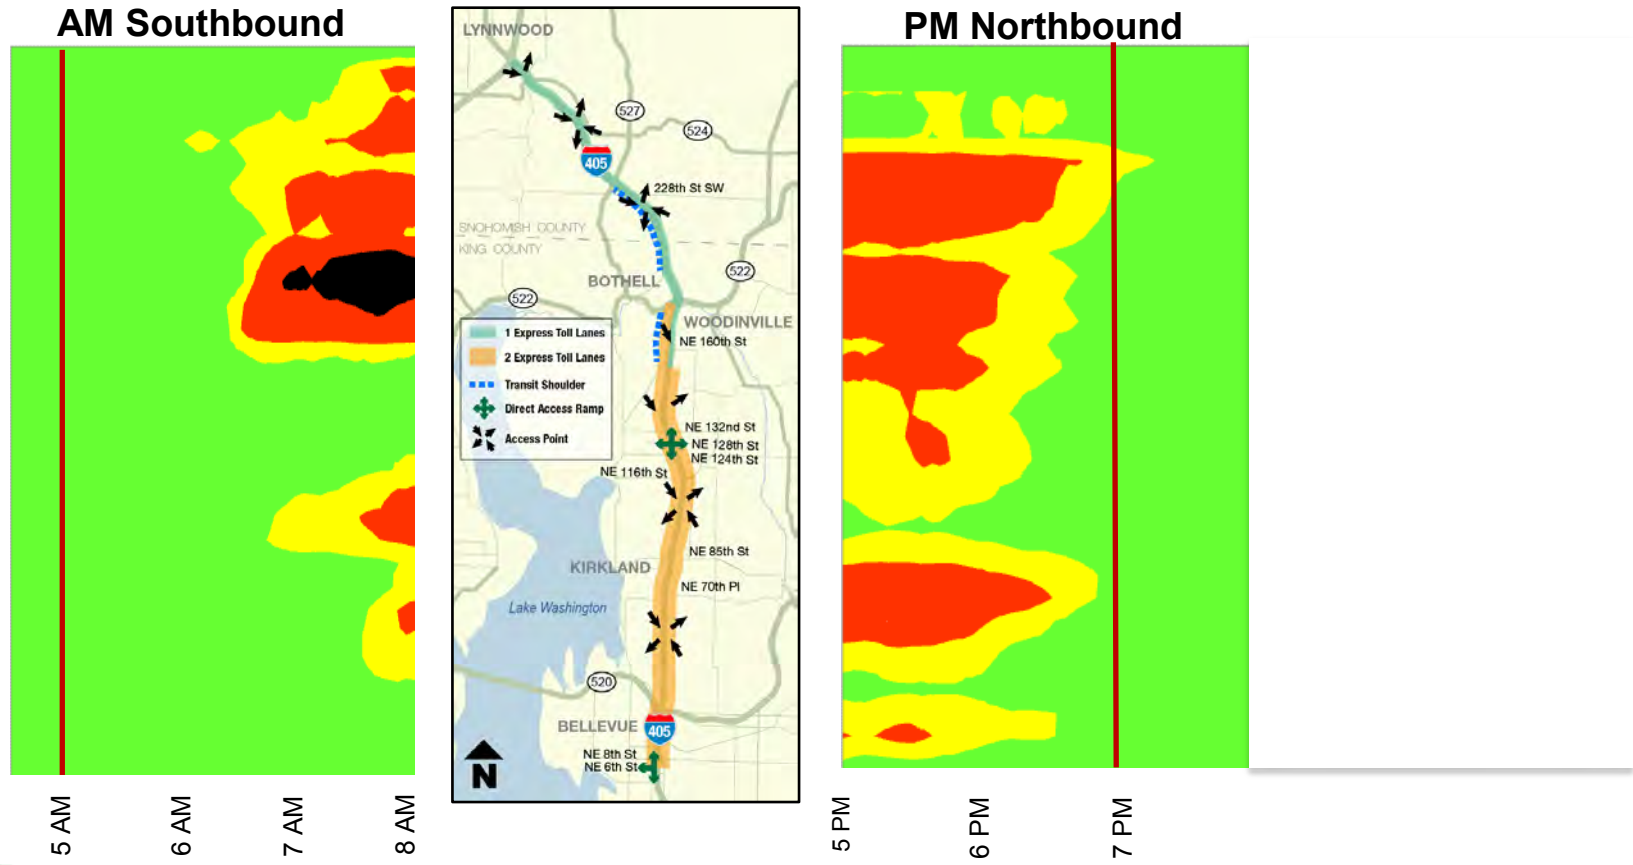 AM Southbound
5 AM
6 AM
7 AM
8 AM
LYNNWOOD
527
524
405
228th St SW
SNOHOMISH COUNTY
KING COUNTY
522
BOTHELL
522
WOODINVILLE
1 Express Toll Lanes
NE 160th St
2 Express Toll Lanes
Transit Shoulder
Direct Access Ramp
Access Point
NE 132nd St
NE 128th St
NE 124th St
NE 116th St
NE 85th St
KIRKLAND
NE 70th Pl
Lake Washington
520
BELLEVUE
405
NE 8th St
NE 6th St
N
PM Northbound
5 PM
6 PM
7 PM